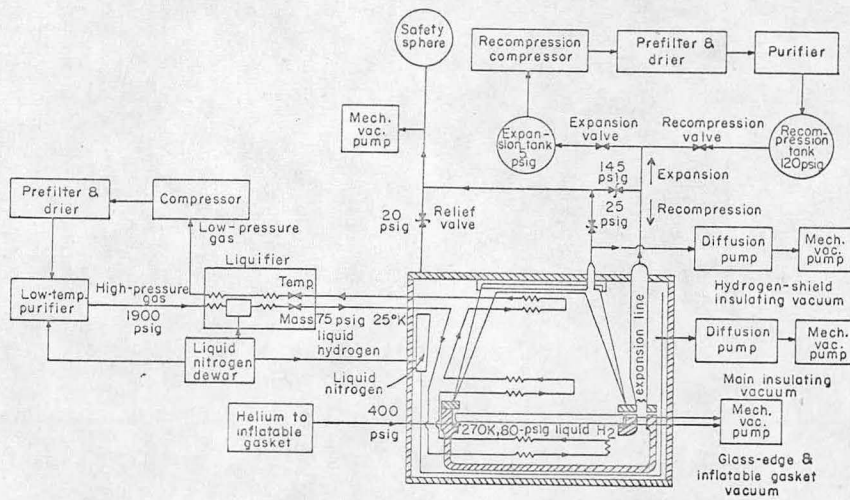 Safety
sphere
Recompression
compressor
Prefilter &
drier
Purifier
Mech.
vac.
pump
Expan-
sion tank
5
psig
Expansion
valve
Recompression
valve
Recom-
pression
tank
120psig
145
psig
Expansion
25
psig
Recompression
Prefilter &
drier
Compressor
20
psig
Relief
valve
Low-pressure
gas
Diffusion
pump
Mech.
vac.
pump
Hydrogen-shield
insulating vacuum
Liquifier
Temp
Low-temp.
purifier
High-pressure
gas
1900
psig
Mass
75 psig 25°K
liquid
hydrogen
expansion line
Diffusion
pump
Mech.
vac.
pump
Main insulating
vacuum
Liquid
nitrogen
dewar
Liquid
nitrogen
Helium to
inflatable
gasket
400
psig
270K,80-psig liquid H2
Mech.
vac.
pump
Glass-edge &
inflatable gasket
vacuum